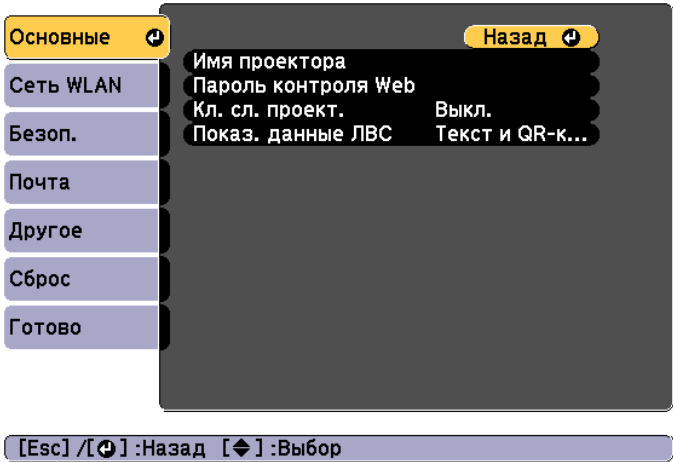 Основные
Сеть WLAN
Безоп.
Почта
Другое
Сброс
Готово
Назад
Имя проектора
Пароль контроля Web
Кл. сл. проект. Выкл.
Показ. данные ЛВС Текст и QR-к...
[Esc] /[ ] :Назад [ ] :Выбор